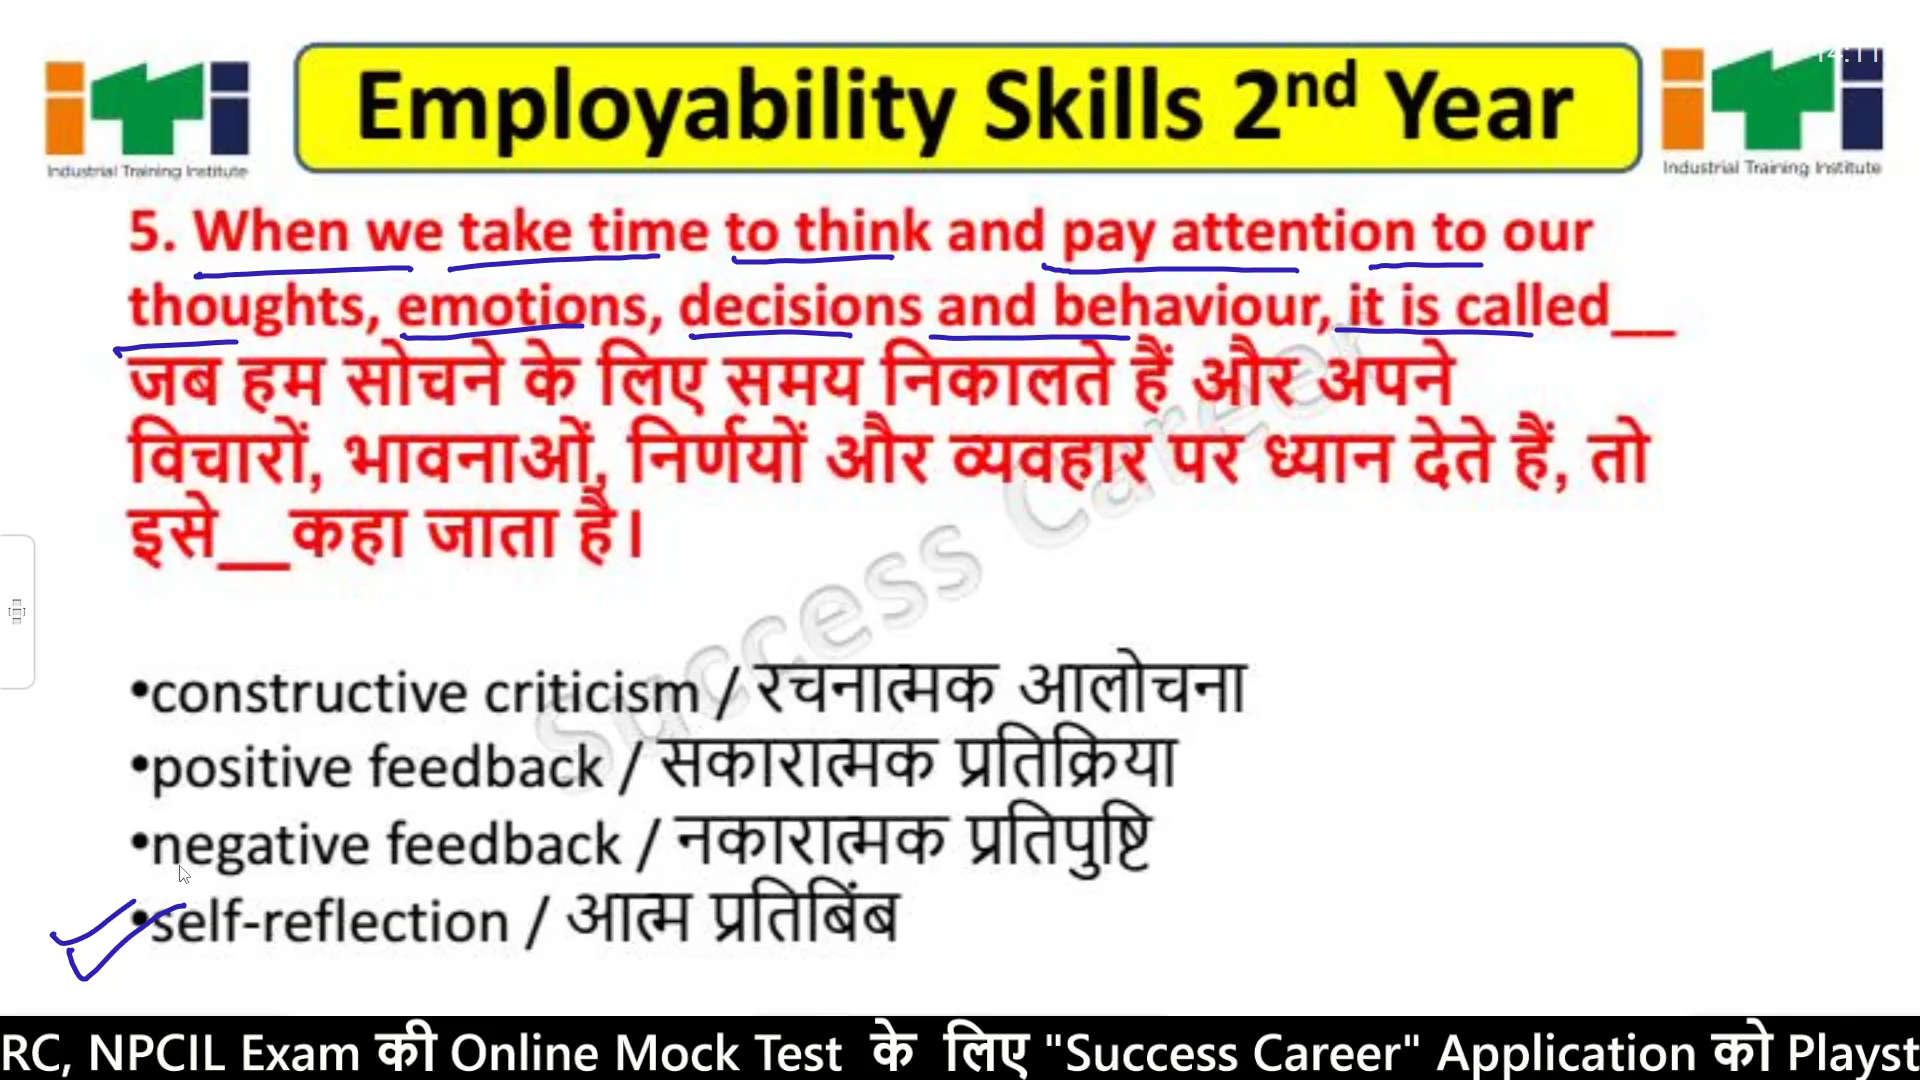 14:11
Employability Skills 2nd Year
iTi
Industrial Training Institute
iTi
Industrial Training Institute
5. When we take time to think and pay attention to our
thoughts, emotions, decisions and behaviour, it is called__
जब हम सोचने के लिए समय निकालते हैं और अपने
विचारों, भावनाओं, निर्णयों और व्यवहार पर ध्यान देते हैं, तो
इसे__कहा जाता है।
Success Career
•constructive criticism / रचनात्मक आलोचना
•positive feedback / सकारात्मक प्रतिक्रिया
•negative feedback / नकारात्मक प्रतिपुष्टि
•self-reflection / आत्म प्रतिबिंब
RC, NPCIL Exam की Online Mock Test के लिए "Success Career" Application को Playst